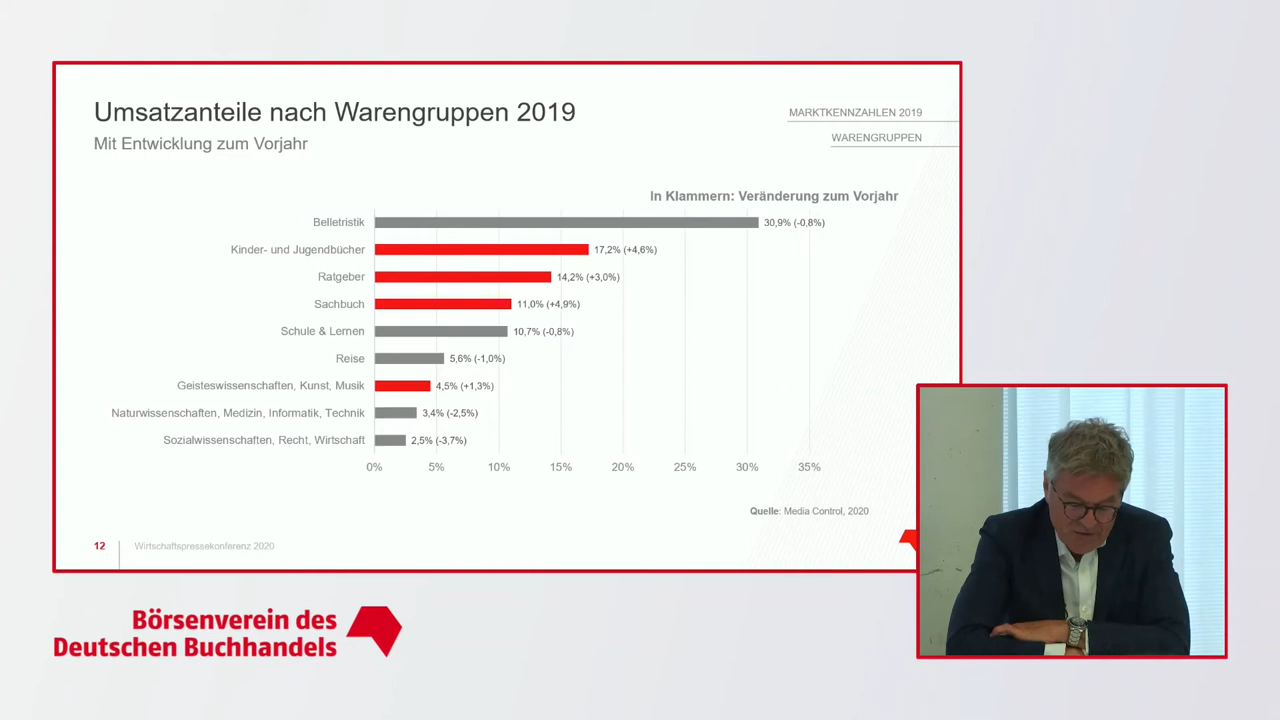 Umsatzanteile nach Warengruppen 2019
Mit Entwicklung zum Vorjahr
MARKTKENNZAHLEN 2019
WARENGRUPPEN
In Klammern: Veränderung zum Vorjahr
Belletristik 30,9% (-0,8%)
Kinder- und Jugendbücher 17,2% (+4,6%)
Ratgeber 14,2% (+3,0%)
Sachbuch 11,0% (+4,9%)
Schule & Lernen 10,7% (-0,8%)
Reise 5,6% (-1,0%)
Geisteswissenschaften, Kunst, Musik 4,5% (+1,3%)
Naturwissenschaften, Medizin, Informatik, Technik 3,4% (-2,5%)
Sozialwissenschaften, Recht, Wirtschaft 2,5% (-3,7%)
0% 5% 10% 15% 20% 25% 30% 35%
Quelle: Media Control, 2020
12 Wirtschaftspressekonferenz 2020
Börsenverein des
Deutschen Buchhandels